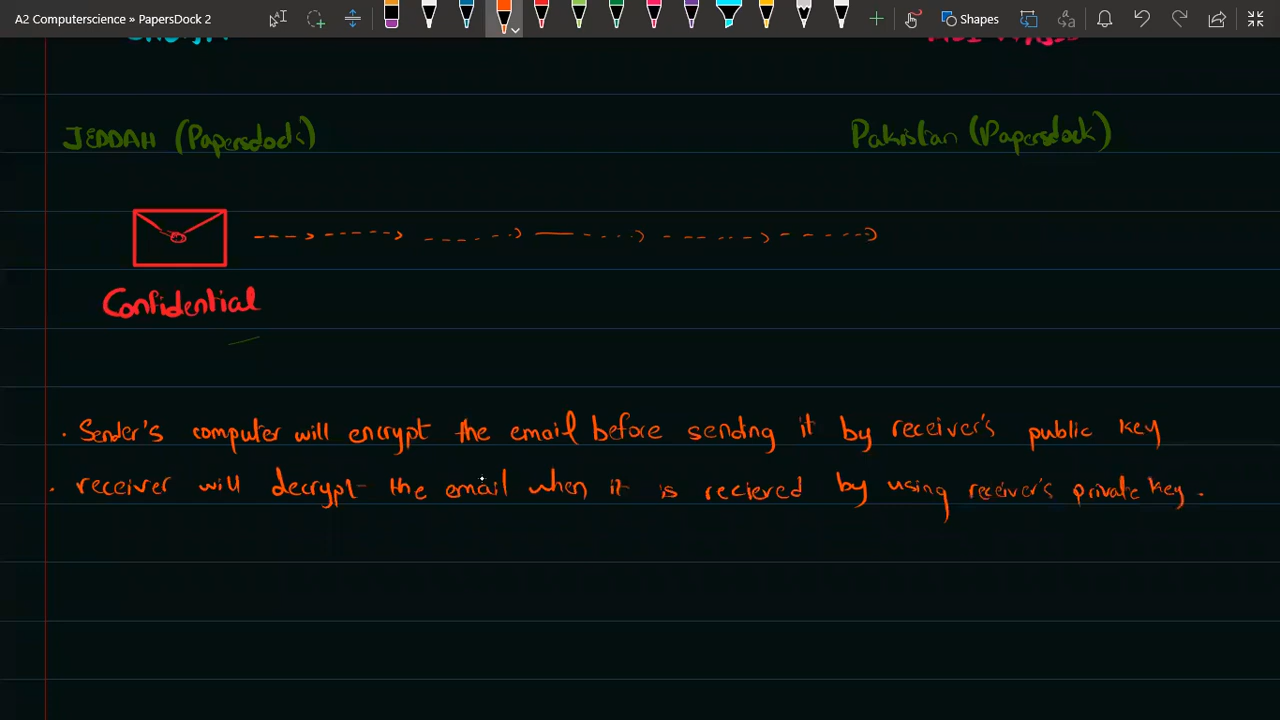 A2 Computerscience » PapersDock 2
Shapes
JEDDAH (Papersdock)
Pakistan (Papersdock)
Confidential
. Sender's computer will encrypt the email before sending it by receiver's public key
. receiver will decrypt the email when it is recieved by using receiver's private key.